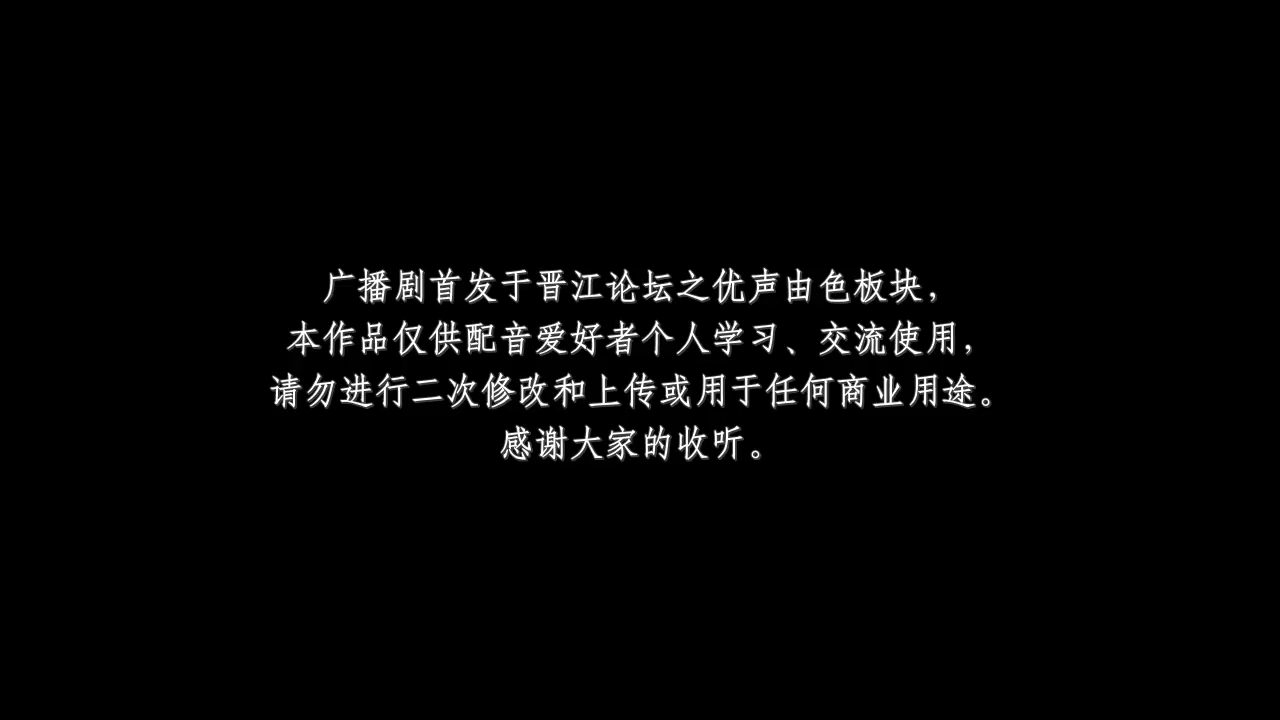 广播剧首发于晋江论坛之优声由色板块，
本作品仅供配音爱好者个人学习、交流使用，
请勿进行二次修改和上传或用于任何商业用途。
感谢大家的收听。